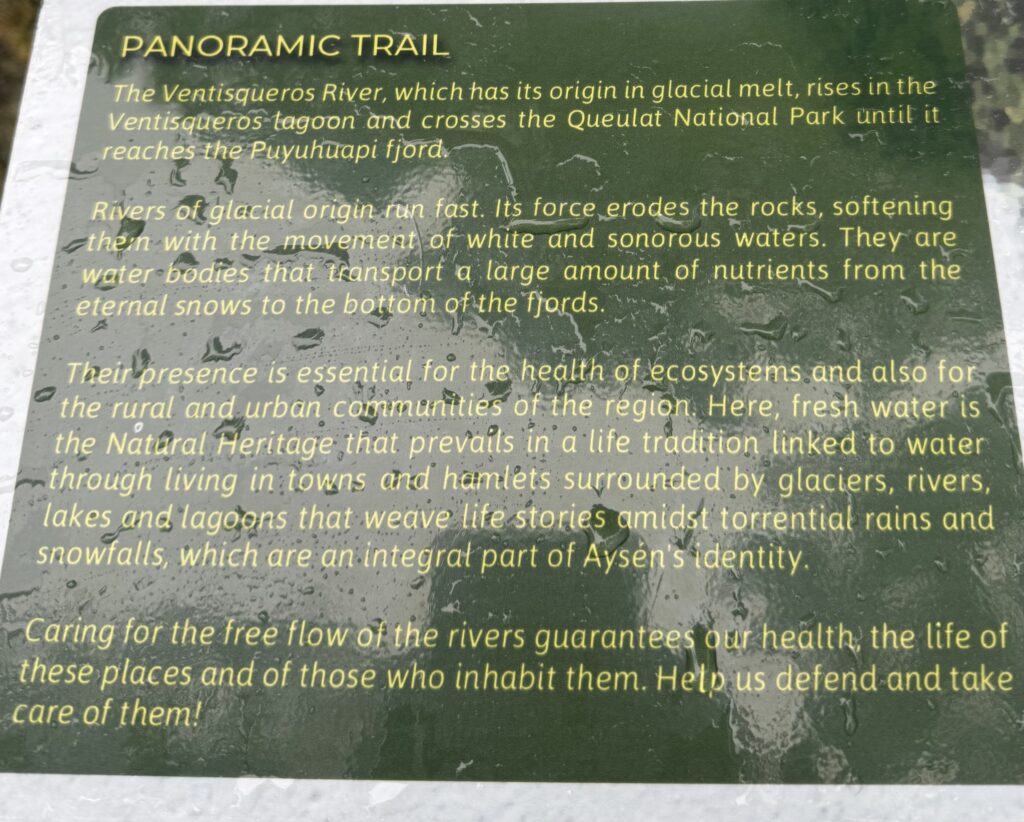 PANORAMIC TRAIL
The Ventisqueros River, which has its origin in glacial melt, rises in the
Ventisqueros lagoon and crosses the Queulat National Park until it
reaches the Puyuhuapi fjord.
Rivers of glacial origin run fast. Its force erodes the rocks, softening
them with the movement of white and sonorous waters. They are
water bodies that transport a large amount of nutrients from the
eternal snows to the bottom of the fjords.
Their presence is essential for the health of ecosystems and also for
the rural and urban communities of the region. Here, fresh water is
the Natural Heritage that prevails in a life tradition linked to water
through living in towns and hamlets surrounded by glaciers, rivers,
lakes and lagoons that weave life stories amidst torrential rains and
snowfalls, which are an integral part of Aysén's identity.
Caring for the free flow of the rivers guarantees our health, the life of
these places and of those who inhabit them. Help us defend and take
care of them!